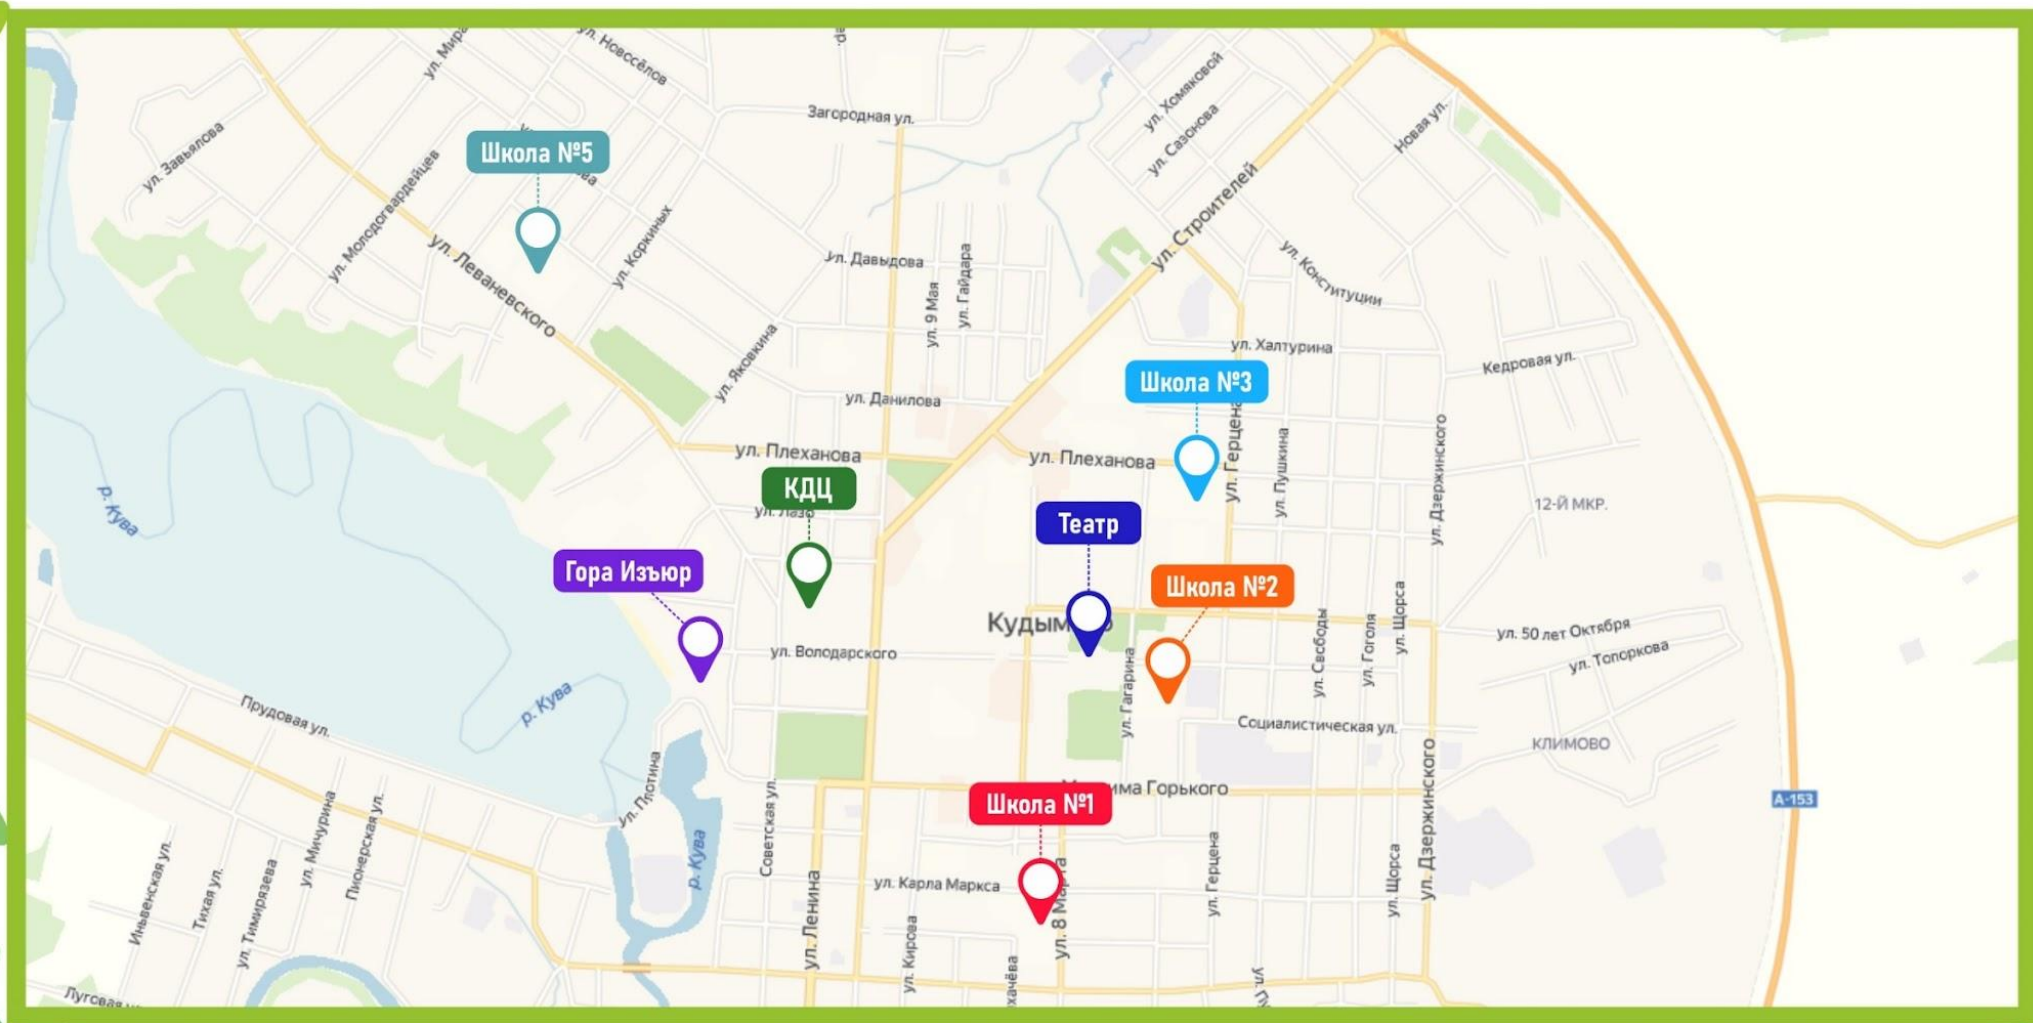 ул. Мира
ул. Новосёлов
Загородная ул.
ул. Хомяковой
ул. Сазонова
Новая ул.
ул. Завьялова
Школа №5
ул. Молодогвардейцев
ул. Леваневского
ул. Коркиных
ул. Давыдова
ул. 9 Мая
ул. Гайдара
ул. Строителей
ул. Конституции
ул. Яковкина
ул. Халтурина
Кедровая ул.
Школа №3
ул. Данилова
ул. Плеханова
ул. Плеханова
ул. Герцена
ул. Пушкина
ул. Дзержинского
КДЦ
ул. Лазо
12-Й МКР.
р. Кува
Театр
Гора Изъюр
Школа №2
Кудым
ул. Володарского
ул. Гагарина
ул. Свободы
ул. Гоголя
ул. Щорса
ул. 50 лет Октября
ул. Топоркова
р. Кува
Прудовая ул.
Социалистическая ул.
КЛИМОВО
ул. Плотина
има Горького
А-153
Школа №1
Советская ул.
ул. Ленина
р. Кува
ул. Карла Маркса
ул. 8 Марта
ул. Герцена
ул. Щорса
ул. Дзержинского
Иньвенская ул.
Тихая ул.
ул. Тимирязева
ул. Мичурина
Пионерская ул.
ул. Кирова
хачёва
Луговая